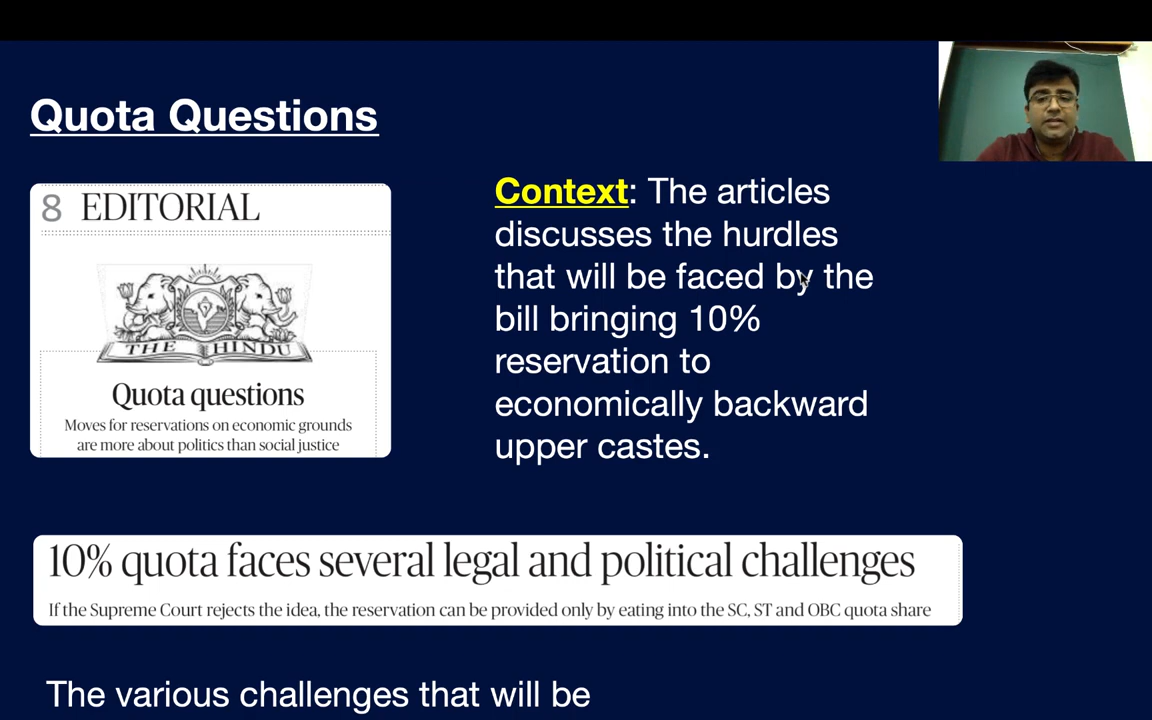 Quota Questions
8 EDITORIAL
THE HINDU
Quota questions
Moves for reservations on economic grounds
are more about politics than social justice
Context: The articles
discusses the hurdles
that will be faced by the
bill bringing 10%
reservation to
economically backward
upper castes.
10% quota faces several legal and political challenges
If the Supreme Court rejects the idea, the reservation can be provided only by eating into the SC, ST and OBC quota share
The various challenges that will be